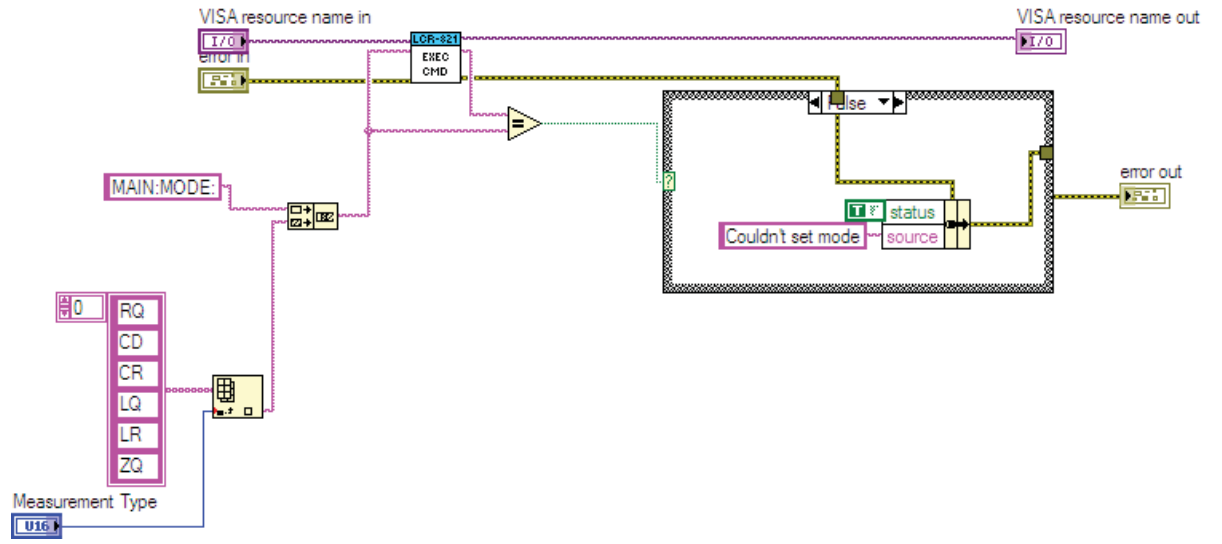 VISA resource name in
VISA resource name out
I/O
LCR-821
I/O
EXEC
CMD
error in
False
=
?
error out
MAIN:MODE:
T F status
Couldn't set mode source
0
RQ
CD
CR
LQ
LR
ZQ
Measurement Type
U16